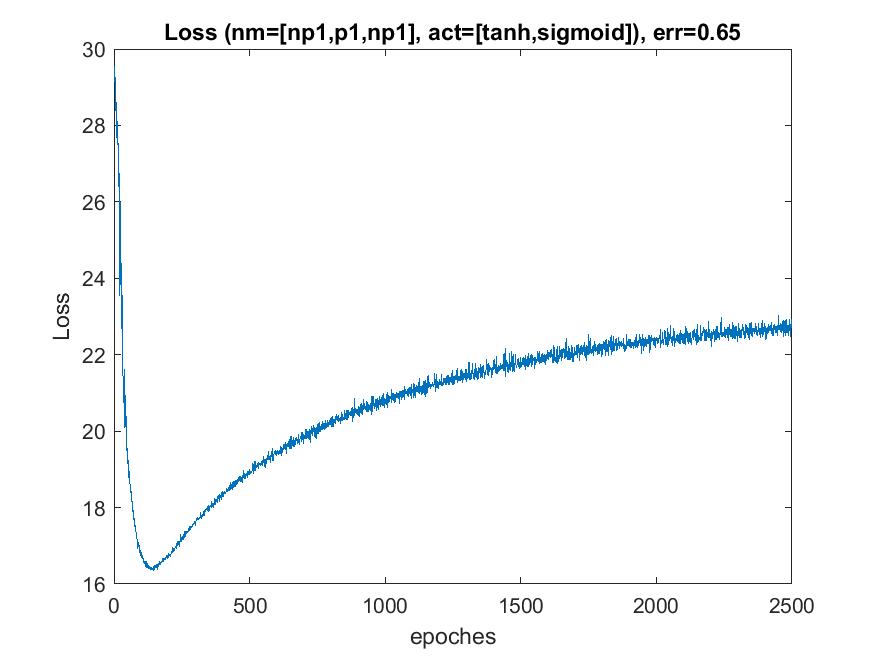 Loss (nm=[np1,p1,np1], act=[tanh,sigmoid]), err=0.65
30
28
26
24
22
20
18
16
Loss
0 500 1000 1500 2000 2500
epoches